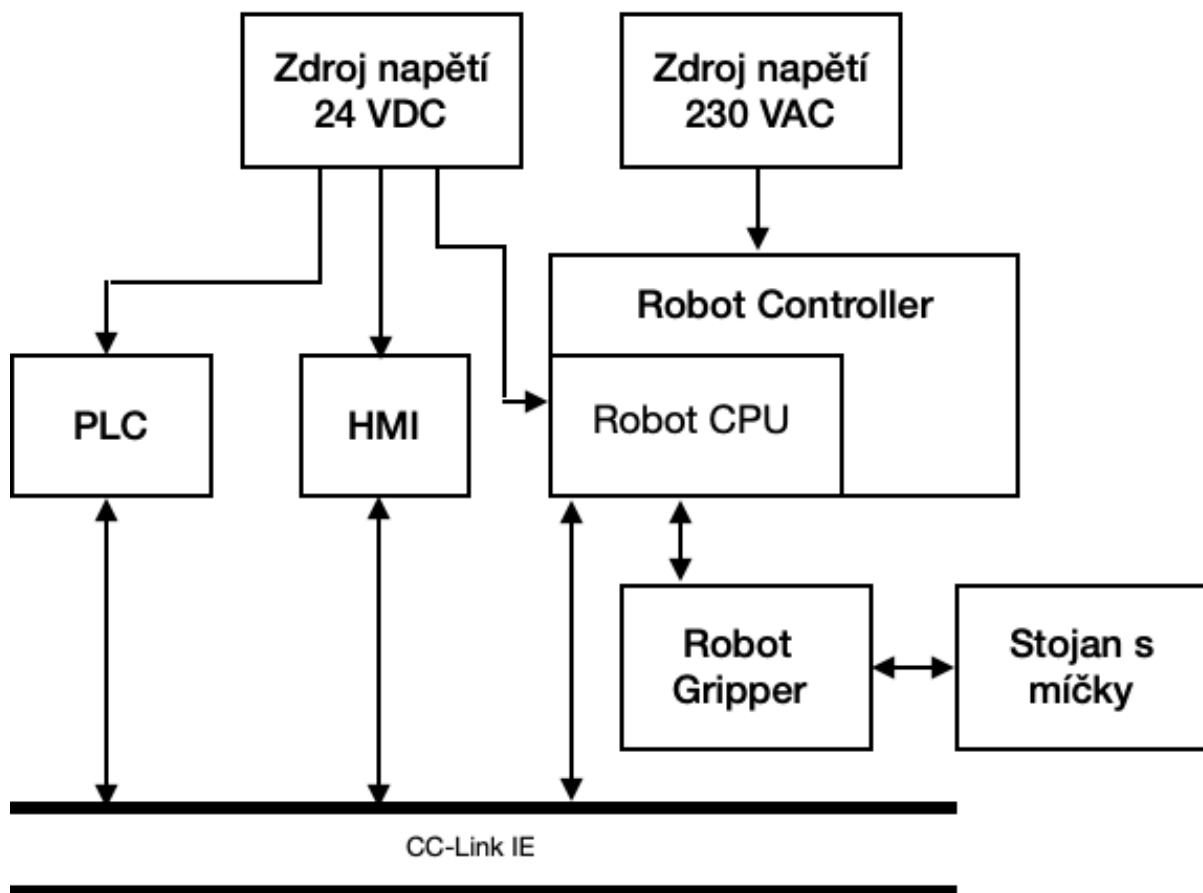 Zdroj napětí
24 VDC
Zdroj napětí
230 VAC
Robot Controller
PLC
HMI
Robot CPU
Robot
Gripper
Stojan s
míčky
CC-Link IE